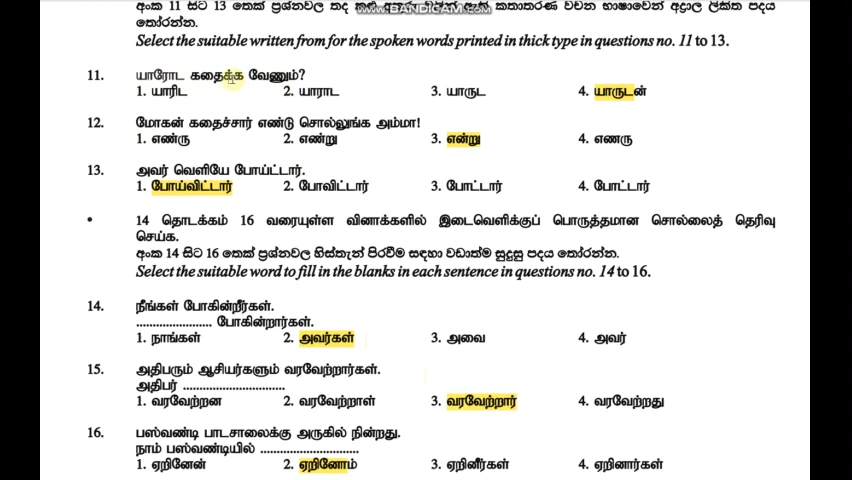 අංක 11 සිට 13 තෙක් ප්‍රශ්නවල තද කළ අකුරු වලින් ඇති කතාතරණ වචන භාෂාවෙන් අදාල ලිඛිත පදය
තෝරන්න.
WWW.BANDICAM.COM
Select the suitable written from for the spoken words printed in thick type in questions no. 11 to 13.
11. யாரோட கதைக்க வேணும்?
1. யாரிட 2. யாராட 3. யாருட 4. யாருடன்
12. மோகன் கதைச்சார் எண்டு சொல்லுங்க அம்மா!
1. எண்ரு 2. எண்று 3. என்று 4. எணரு
13. அவர் வெளியே போய்ட்டார்.
1. போய்விட்டார் 2. போவிட்டார் 3. போட்டார் 4. போட்டார்
• 14 தொடக்கம் 16 வரையுள்ள வினாக்களில் இடைவெளிக்குப் பொருத்தமான சொல்லைத் தெரிவு
செய்க.
අංක 14 සිට 16 තෙක් ප්‍රශ්නවල හිස්තැන් පිරවීම සඳහා වඩාත්ම සුදුසු පදය තෝරන්න.
Select the suitable word to fill in the blanks in each sentence in questions no. 14 to 16.
14. நீங்கள் போகின்றீர்கள்.
....................... போகின்றார்கள்.
1. நாங்கள் 2. அவர்கள் 3. அவை 4. அவர்
15. அதிபரும் ஆசியர்களும் வரவேற்றார்கள்.
அதிபர் ...............................
1. வரவேற்றன 2. வரவேற்றாள் 3. வரவேற்றார் 4. வரவேற்றது
16. பஸ்வண்டி பாடசாலைக்கு அருகில் நின்றது.
நாம் பஸ்வண்டியில் ..............................
1. ஏறினேன் 2. ஏறினோம் 3. ஏறினீர்கள் 4. ஏறினார்கள்